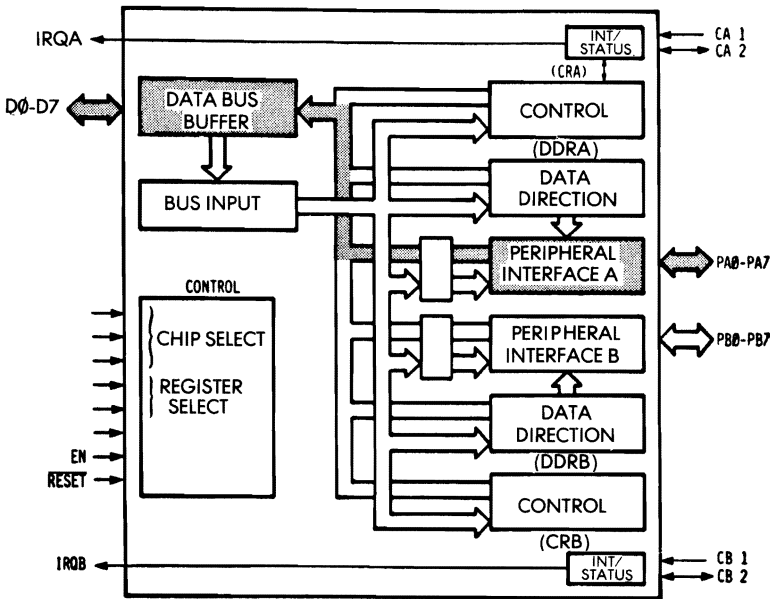 IRQA
INT/
STATUS
CA 1
CA 2
(CRA)
DØ-D7
DATA BUS
BUFFER
CONTROL
(DDRA)
DATA
DIRECTION
BUS INPUT
PERIPHERAL
INTERFACE A
PAØ-PA7
CONTROL
CHIP SELECT
REGISTER
SELECT
EN
RESET
PERIPHERAL
INTERFACE B
PBØ-PB7
DATA
DIRECTION
(DDRB)
CONTROL
(CRB)
IRQB
INT/
STATUS
CB 1
CB 2